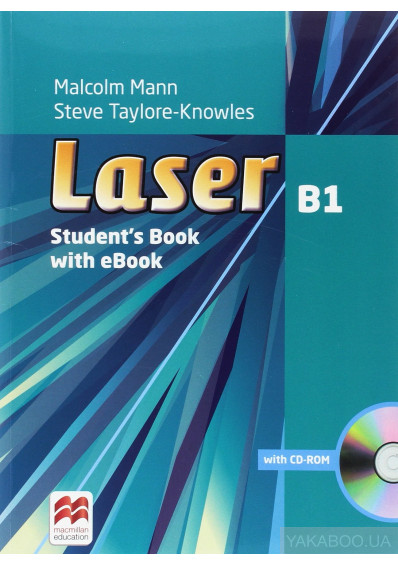 Malcolm Mann
Steve Taylore-Knowles
Laser
B1
Student's Book
with eBook
with CD-ROM
macmillan
education
YAKABOO.UA